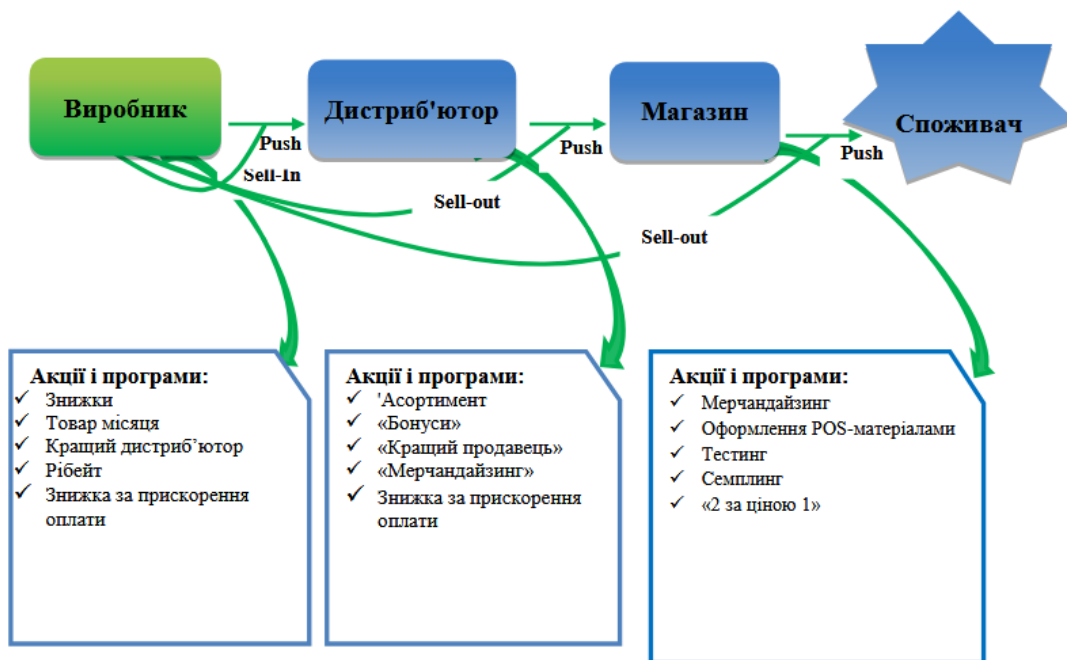 Виробник
Дистриб'ютор
Магазин
Споживач
Push
Push
Push
Sell-In
Sell-out
Sell-out
Акції і програми:
Знижки
Товар місяця
Кращий дистриб’ютор
Рібейт
Знижка за прискорення
оплати
Акції і програми:
'Асортимент
«Бонуси»
«Кращий продавець»
«Мерчандайзинг»
Знижка за прискорення
оплати
Акції і програми:
Мерчандайзинг
Оформлення POS-матеріалами
Тестинг
Семплинг
«2 за ціною 1»